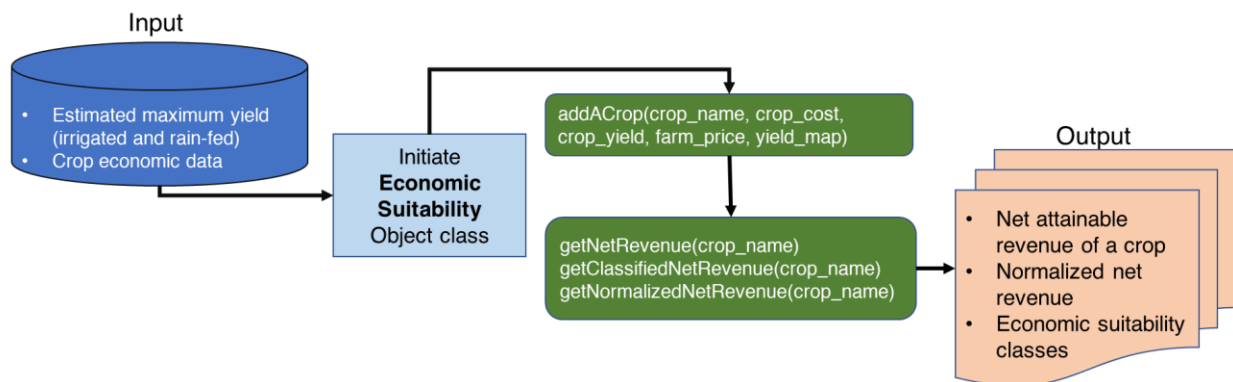 Input
• Estimated maximum yield
(irrigated and rain-fed)
• Crop economic data
Initiate
Economic
Suitability
Object class
addACrop(crop_name, crop_cost,
crop_yield, farm_price, yield_map)
getNetRevenue(crop_name)
getClassifiedNetRevenue(crop_name)
getNormalizedNetRevenue(crop_name)
Output
• Net attainable
revenue of a crop
• Normalized net
revenue
• Economic suitability
classes